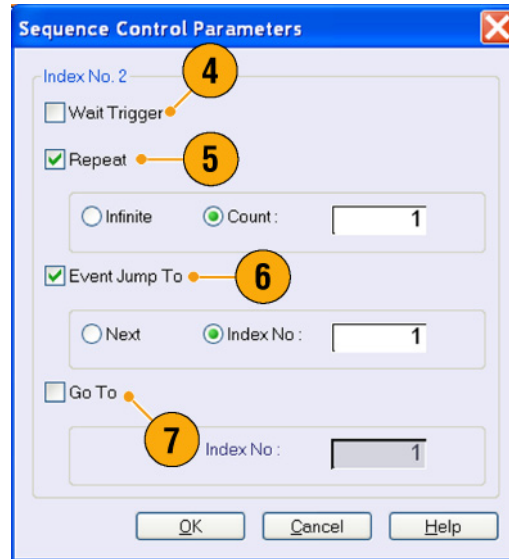 Sequence Control Parameters
Index No. 2
4
Wait Trigger
Repeat
5
Infinite Count : 1
Event Jump To
6
Next Index No : 1
Go To
7
Index No : 1
OK Cancel Help